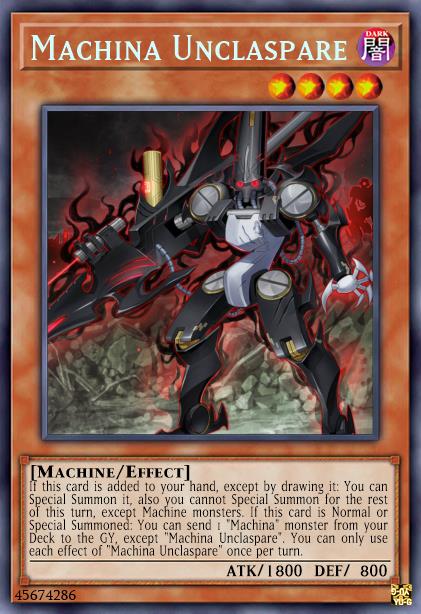 Machina Unclaspare
DARK
闇
[Machine/Effect]
If this card is added to your hand, except by drawing it: You can
Special Summon it, also you cannot Special Summon for the rest
of this turn, except Machine monsters. If this card is Normal or
Special Summoned: You can send 1 "Machina" monster from your
Deck to the GY, except "Machina Unclaspare". You can only use
each effect of "Machina Unclaspare" once per turn.
ATK/1800 DEF/ 800
45674286